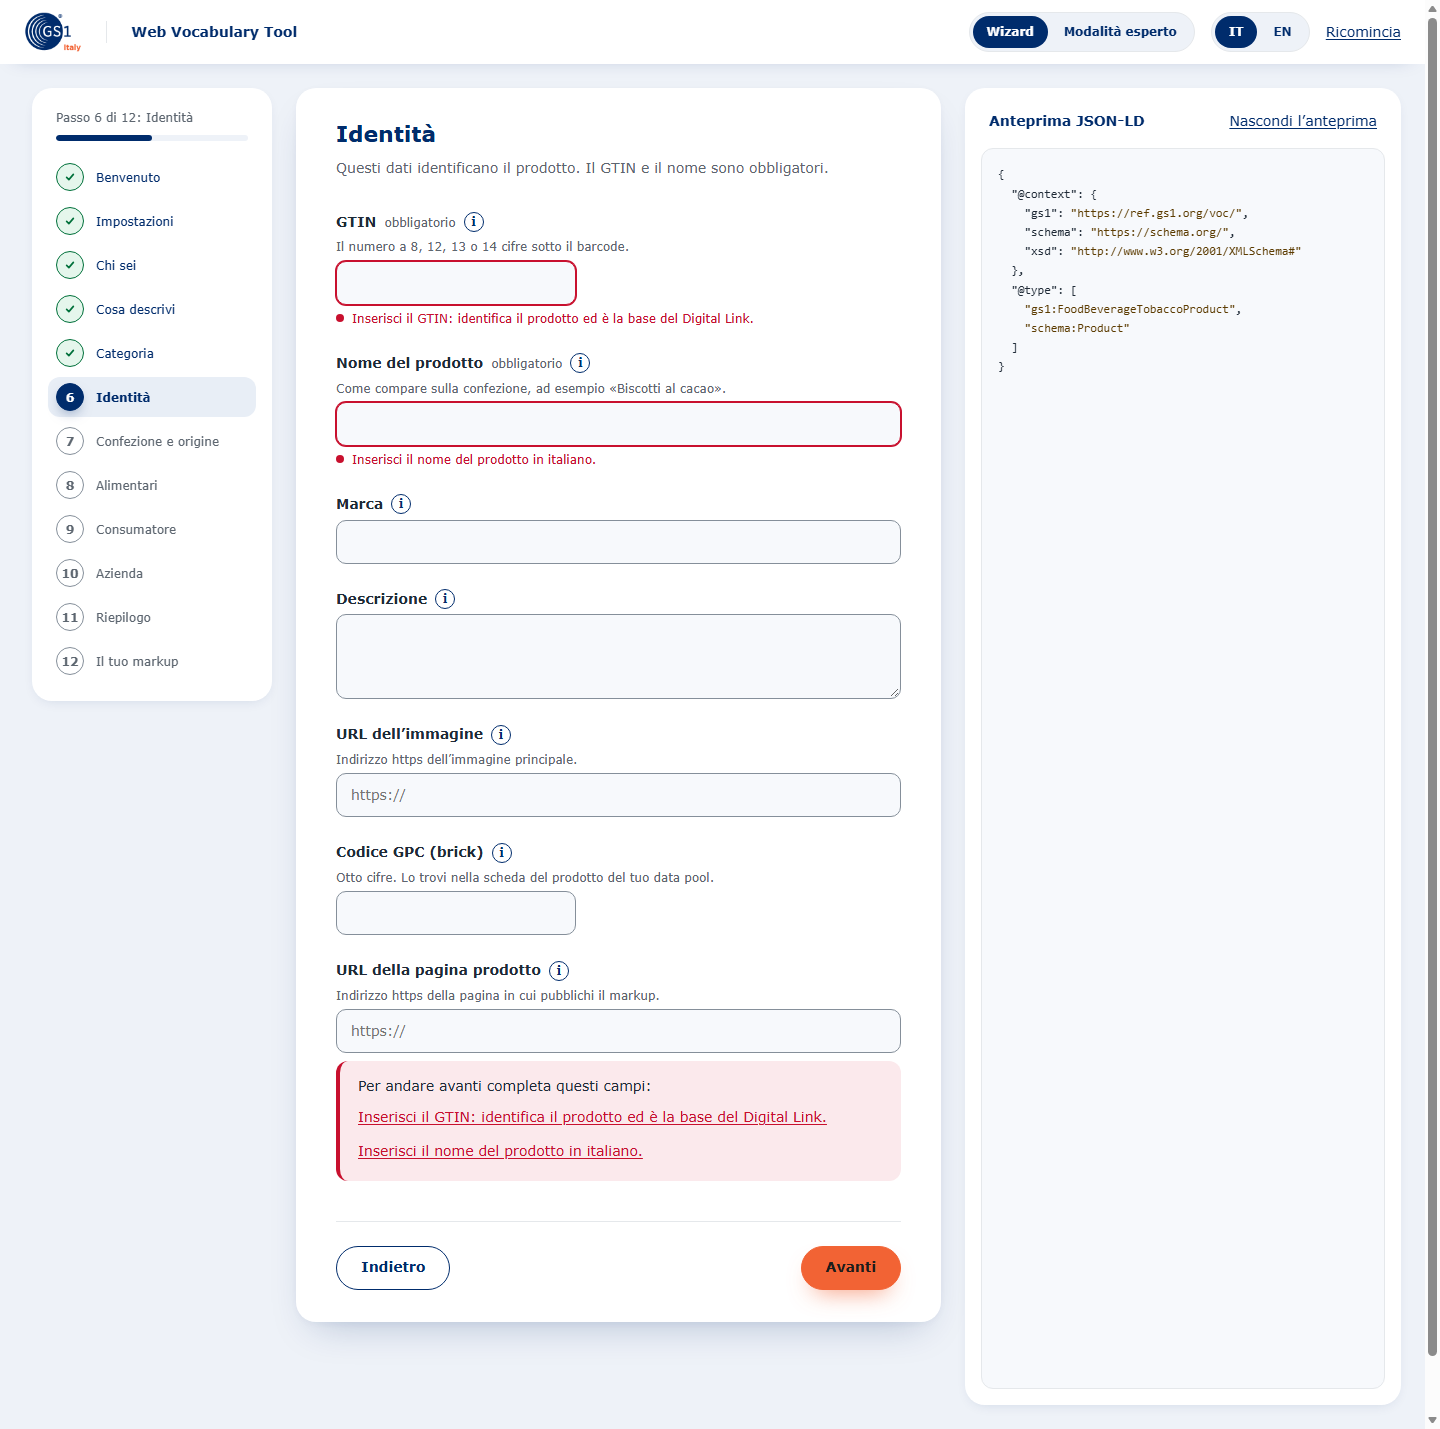 GS1 Italy
Web Vocabulary Tool
Wizard
Modalità esperto
IT
EN
Ricomincia
Passo 6 di 12: Identità
Benvenuto
Impostazioni
Chi sei
Cosa descrivi
Categoria
6 Identità
7 Confezione e origine
8 Alimentari
9 Consumatore
10 Azienda
11 Riepilogo
12 Il tuo markup
Identità
Questi dati identificano il prodotto. Il GTIN e il nome sono obbligatori.
GTIN obbligatorio i
Il numero a 8, 12, 13 o 14 cifre sotto il barcode.
Inserisci il GTIN: identifica il prodotto ed è la base del Digital Link.
Nome del prodotto obbligatorio i
Come compare sulla confezione, ad esempio «Biscotti al cacao».
Inserisci il nome del prodotto in italiano.
Marca i
Descrizione i
URL dell’immagine i
Indirizzo https dell’immagine principale.
https://
Codice GPC (brick) i
Otto cifre. Lo trovi nella scheda del prodotto del tuo data pool.
URL della pagina prodotto i
Indirizzo https della pagina in cui pubblichi il markup.
https://
Per andare avanti completa questi campi:
Inserisci il GTIN: identifica il prodotto ed è la base del Digital Link.
Inserisci il nome del prodotto in italiano.
Indietro
Avanti
Anteprima JSON-LD
Nascondi l’anteprima
{
"@context": {
"gs1": "https://ref.gs1.org/voc/",
"schema": "https://schema.org/",
"xsd": "http://www.w3.org/2001/XMLSchema#"
},
"@type": [
"gs1:FoodBeverageTobaccoProduct",
"schema:Product"
]
}